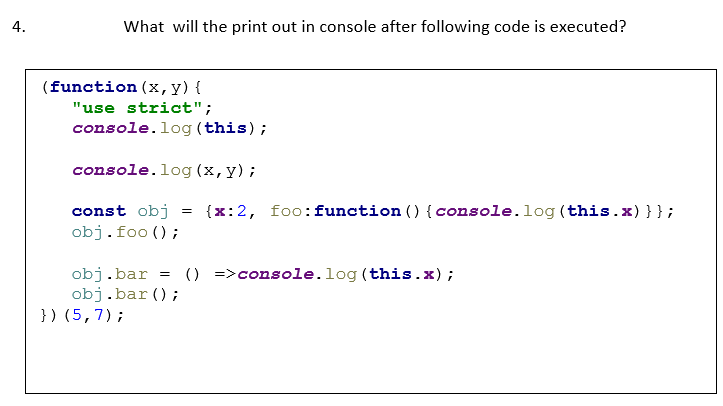 4. What will the print out in console after following code is executed?
(function(x,y){
"use strict";
console.log(this);
console.log(x,y);
const obj = {x:2, foo:function(){console.log(this.x)}};
obj.foo();
obj.bar = () =>console.log(this.x);
obj.bar();
})(5,7);